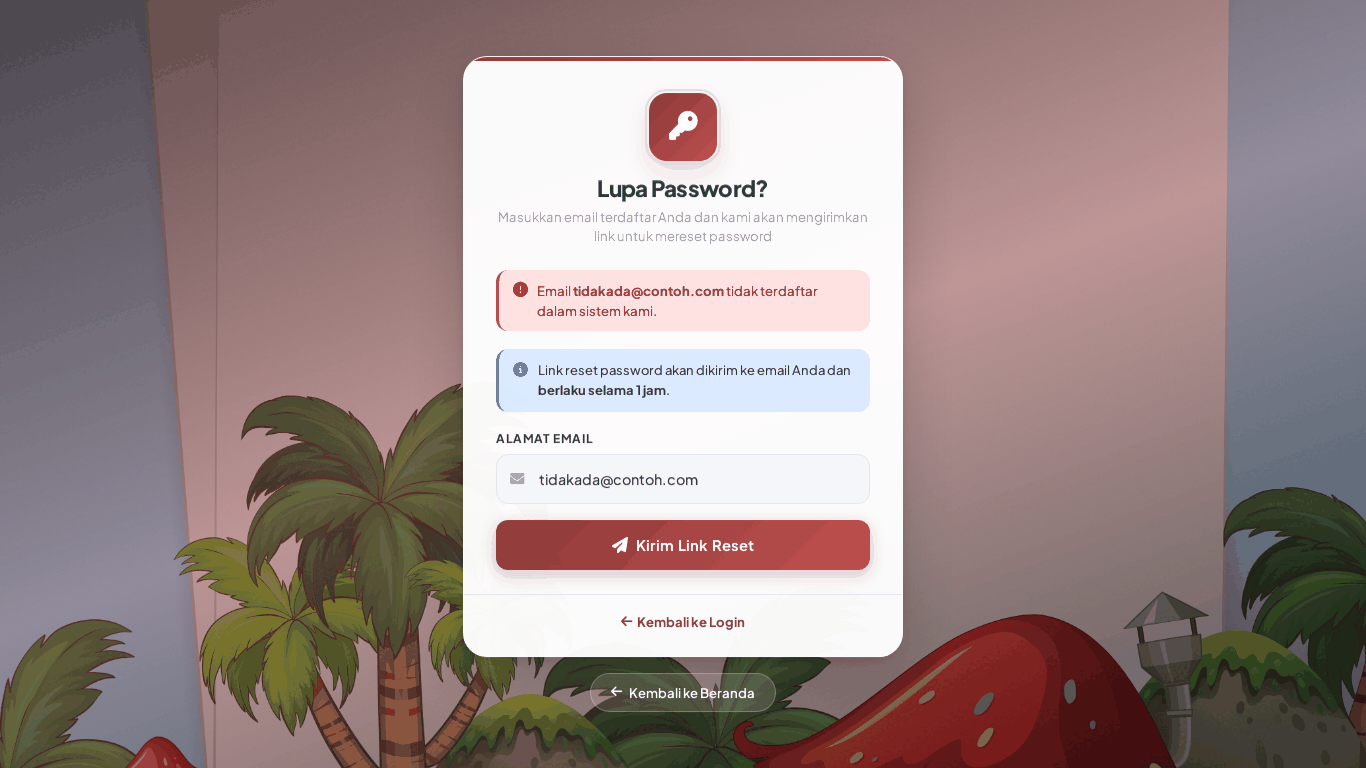 Lupa Password?
Masukkan email terdaftar Anda dan kami akan mengirimkan
link untuk mereset password
Email tidakada@contoh.com tidak terdaftar
dalam sistem kami.
Link reset password akan dikirim ke email Anda dan
berlaku selama 1 jam.
ALAMAT EMAIL
tidakada@contoh.com
Kirim Link Reset
Kembali ke Login
Kembali ke Beranda